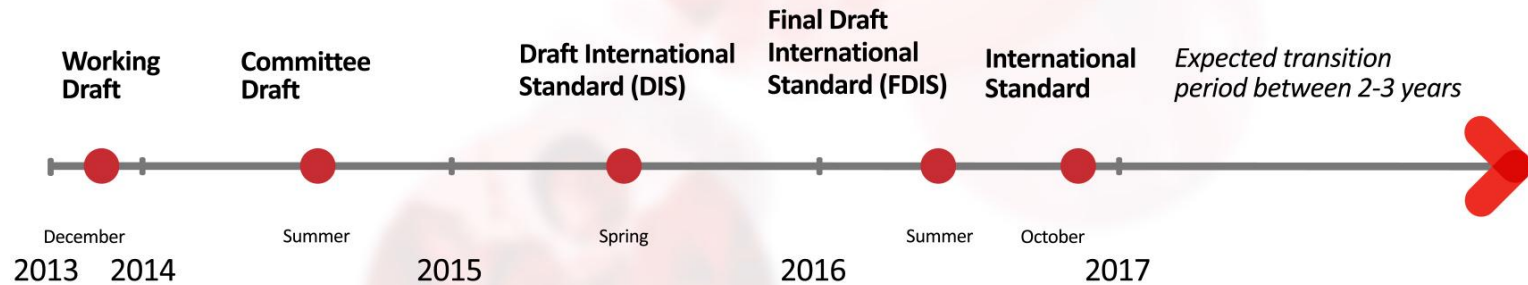 Working
Draft
Committee
Draft
Draft International
Standard (DIS)
Final Draft
International
Standard (FDIS)
International
Standard
Expected transition
period between 2-3 years
December
Summer
Spring
Summer
October
2013
2014
2015
2016
2017